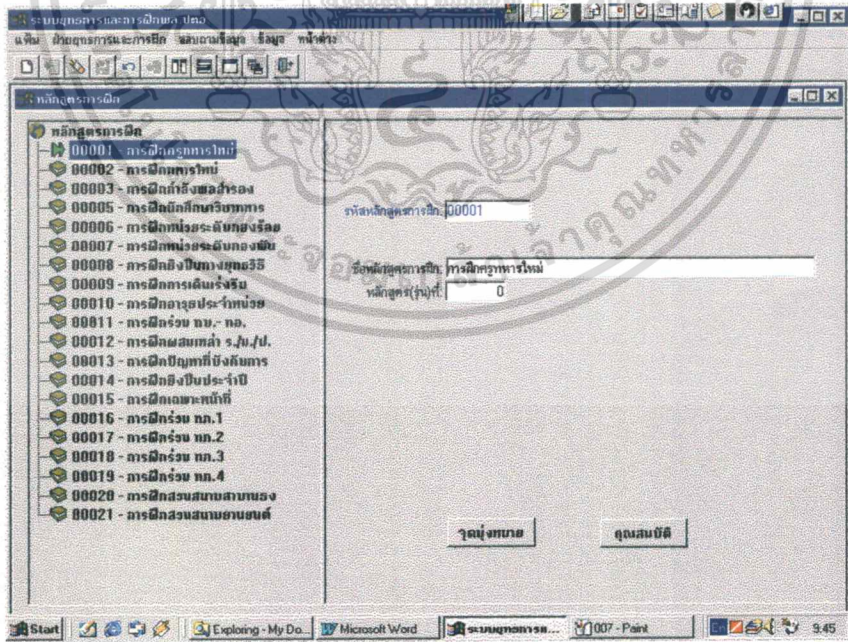 ระบบยุทธการและการฝึกพล ปตอ.
แฟ้ม ฝ่ายยุทธการและการฝึก สอบถามข้อมูล ข้อมูล หน้าต่าง
หลักสูตรการฝึก
หลักสูตรการฝึก
00001 - การฝึกครูทหารใหม่
00002 - การฝึกทหารใหม่
00003 - การฝึกกำลังพลสำรอง
00005 - การฝึกนักศึกษาวิชาทหาร
00006 - การฝึกหน่วยระดับกองร้อย
00007 - การฝึกหน่วยระดับกองพัน
00008 - การฝึกยิงปืนทางยุทธวิธี
00009 - การฝึกการเดินเร่งรีบ
00010 - การฝึกอาวุธประจำหน่วย
00011 - การฝึกร่วม ทบ.- ทอ.
00012 - การฝึกผสมเหล่า ร./ม./ป.
00013 - การฝึกปัญหาที่บังคับการ
00014 - การฝึกยิงปืนประจำปี
00015 - การฝึกเฉพาะหน้าที่
00016 - การฝึกร่วม ทภ.1
00017 - การฝึกร่วม ทภ.2
00018 - การฝึกร่วม ทภ.3
00019 - การฝึกร่วม ทภ.4
00020 - การฝึกสวนสนามสาบานธง
00021 - การฝึกสวนสนามยานยนต์
รหัสหลักสูตรการฝึก: 00001
ชื่อหลักสูตรการฝึก: การฝึกครูทหารใหม่
หลักสูตร(รุ่น)ที่: 0
จุดมุ่งหมาย คุณสมบัติ
Start Exploring - My Do... Microsoft Word ระบบยุทธการแ... 007 - Paint En 9:45